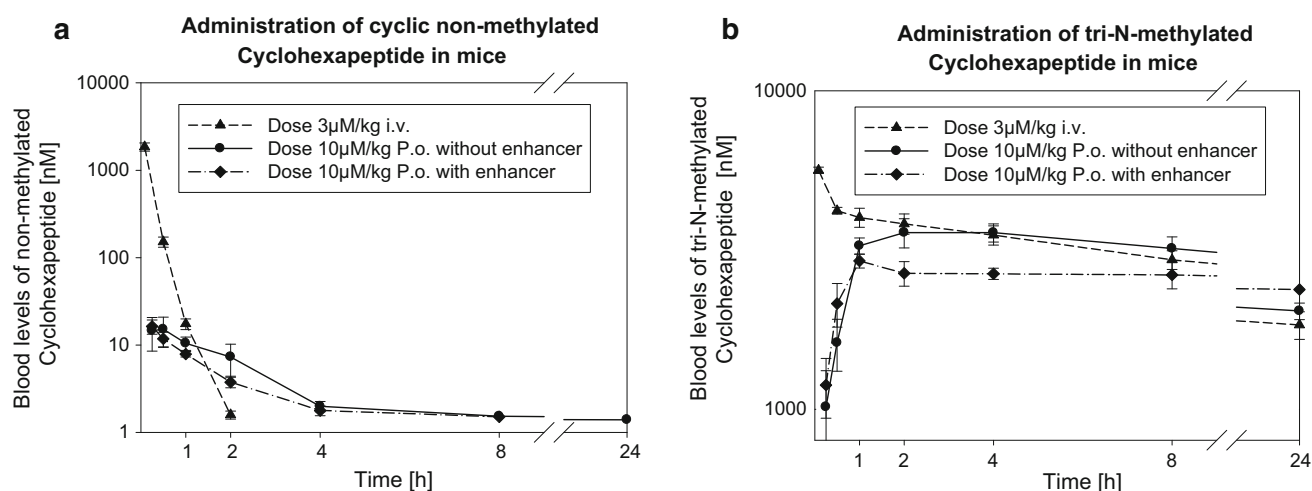 a
Administration of cyclic non-methylated
Cyclohexapeptide in mice
Blood levels of non-methylated
Cyclohexapeptide [nM]
10000
1000
100
10
1
Dose 3µM/kg i.v.
Dose 10µM/kg P.o. without enhancer
Dose 10µM/kg P.o. with enhancer
1 2 4 8 24
Time [h]
b
Administration of tri-N-methylated
Cyclohexapeptide in mice
Blood levels of tri-N-methylated
Cyclohexapeptide [nM]
10000
1000
Dose 3µM/kg i.v.
Dose 10µM/kg P.o. without enhancer
Dose 10µM/kg P.o. with enhancer
1 2 4 8 24
Time [h]